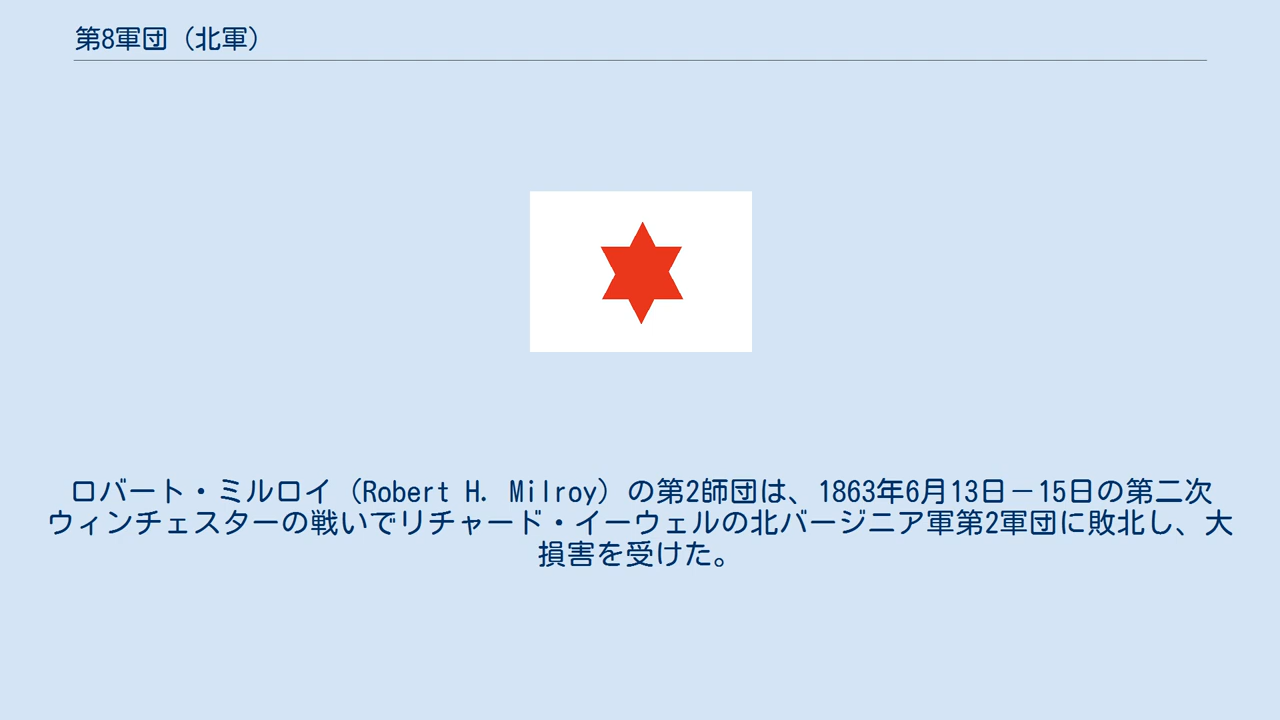 第8軍団（北軍）
ロバート・ミルロイ（Robert H. Milroy）の第2師団は、1863年6月13日－15日の第二次
ウィンチェスターの戦いでリチャード・イーウェルの北バージニア軍第2軍団に敗北し、大
損害を受けた。